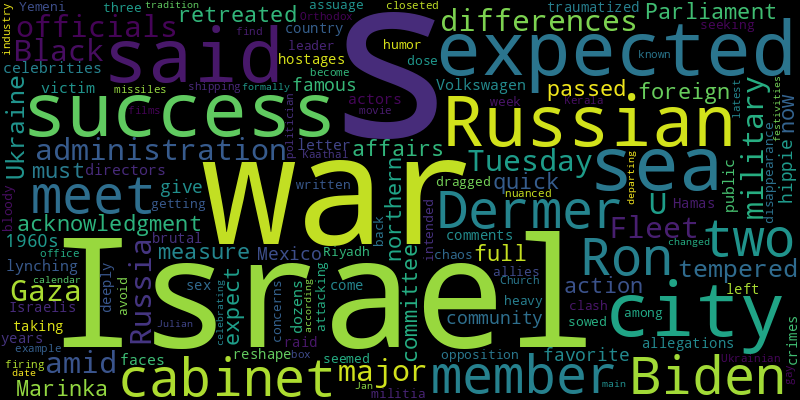 industry
Yemeni
three
tradition
Orthodox
assuage
closeted
traumatized
Parliament
officials
retreated
S
differences
seeking
Black
said
find
country
leader
humor
expected
known
celebrities
hostages
become
dose
victim
missiles
shipping
formally
famous
Volkswagen
passed
foreign
latest
Ukraine
success
films
politician
actors
movie
week
Kerala
Russian
military
festivities
now
administration
letter
affairs
must
directors
Kaathal
Tuesday
sea
departing
disappearance
hippie
meet
give
written
dragged
quick
nuanced
public
bloody
getting
war
northern
Dermer
U
Hamas
acknowledgment
back
intended
Fleet
changed
two
1960s
brutal
measure
Mexico
Riyadh
comments
chaos
full
Ron
tempered
office
lynching
Russia
Israel
committee
allies
Church
action
left
calendar
deeply
sex
expect
celebrating
concerns
dozens
according
attacking
come
heavy
city
Gaza
avoid
Israelis
Julian
community
clash
among
taking
raid
sowed
allegations
crimes
years
amid
faces
reshape
seemed
opposition
favorite
Ukrainian
example
firing
cabinet
box
major
member
Biden
gay
date
Marinka
Jan
militia
main